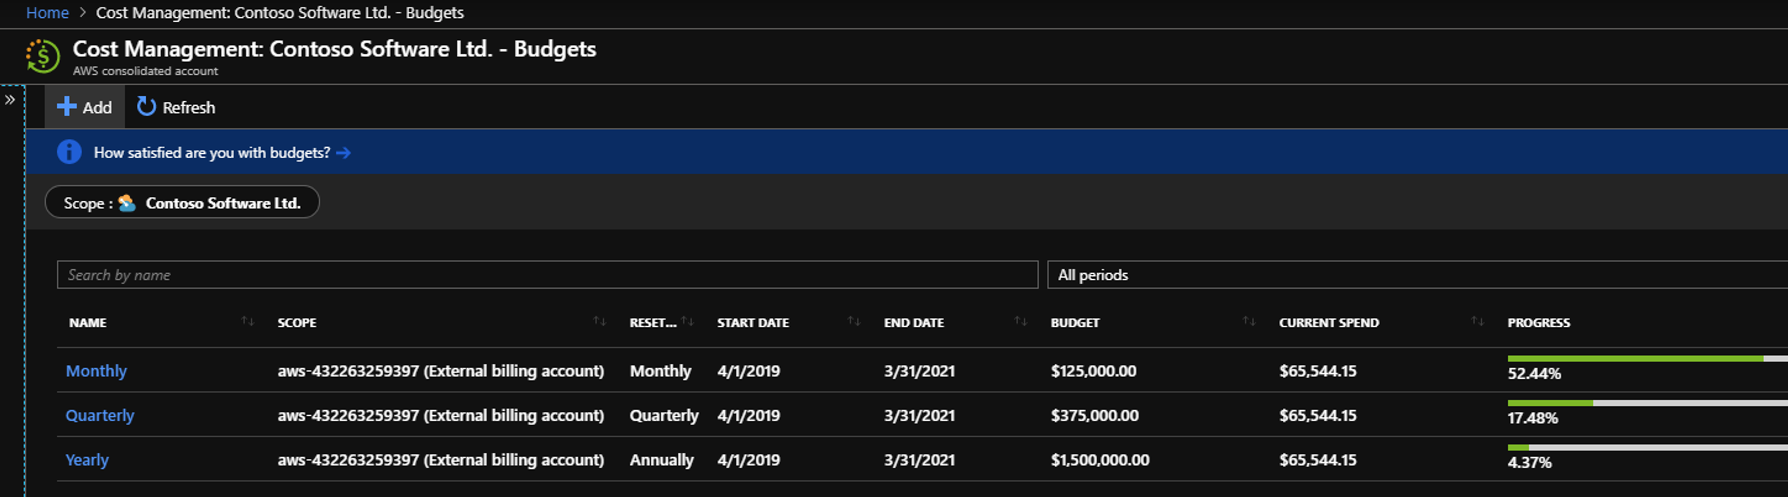 Home > Cost Management: Contoso Software Ltd. - Budgets
Cost Management: Contoso Software Ltd. - Budgets
AWS consolidated account
Add Refresh
How satisfied are you with budgets? →
Scope : Contoso Software Ltd.
Search by name All periods
NAME SCOPE RESET... START DATE END DATE BUDGET CURRENT SPEND PROGRESS
Monthly aws-432263259397 (External billing account) Monthly 4/1/2019 3/31/2021 $125,000.00 $65,544.15 52.44%
Quarterly aws-432263259397 (External billing account) Quarterly 4/1/2019 3/31/2021 $375,000.00 $65,544.15 17.48%
Yearly aws-432263259397 (External billing account) Annually 4/1/2019 3/31/2021 $1,500,000.00 $65,544.15 4.37%